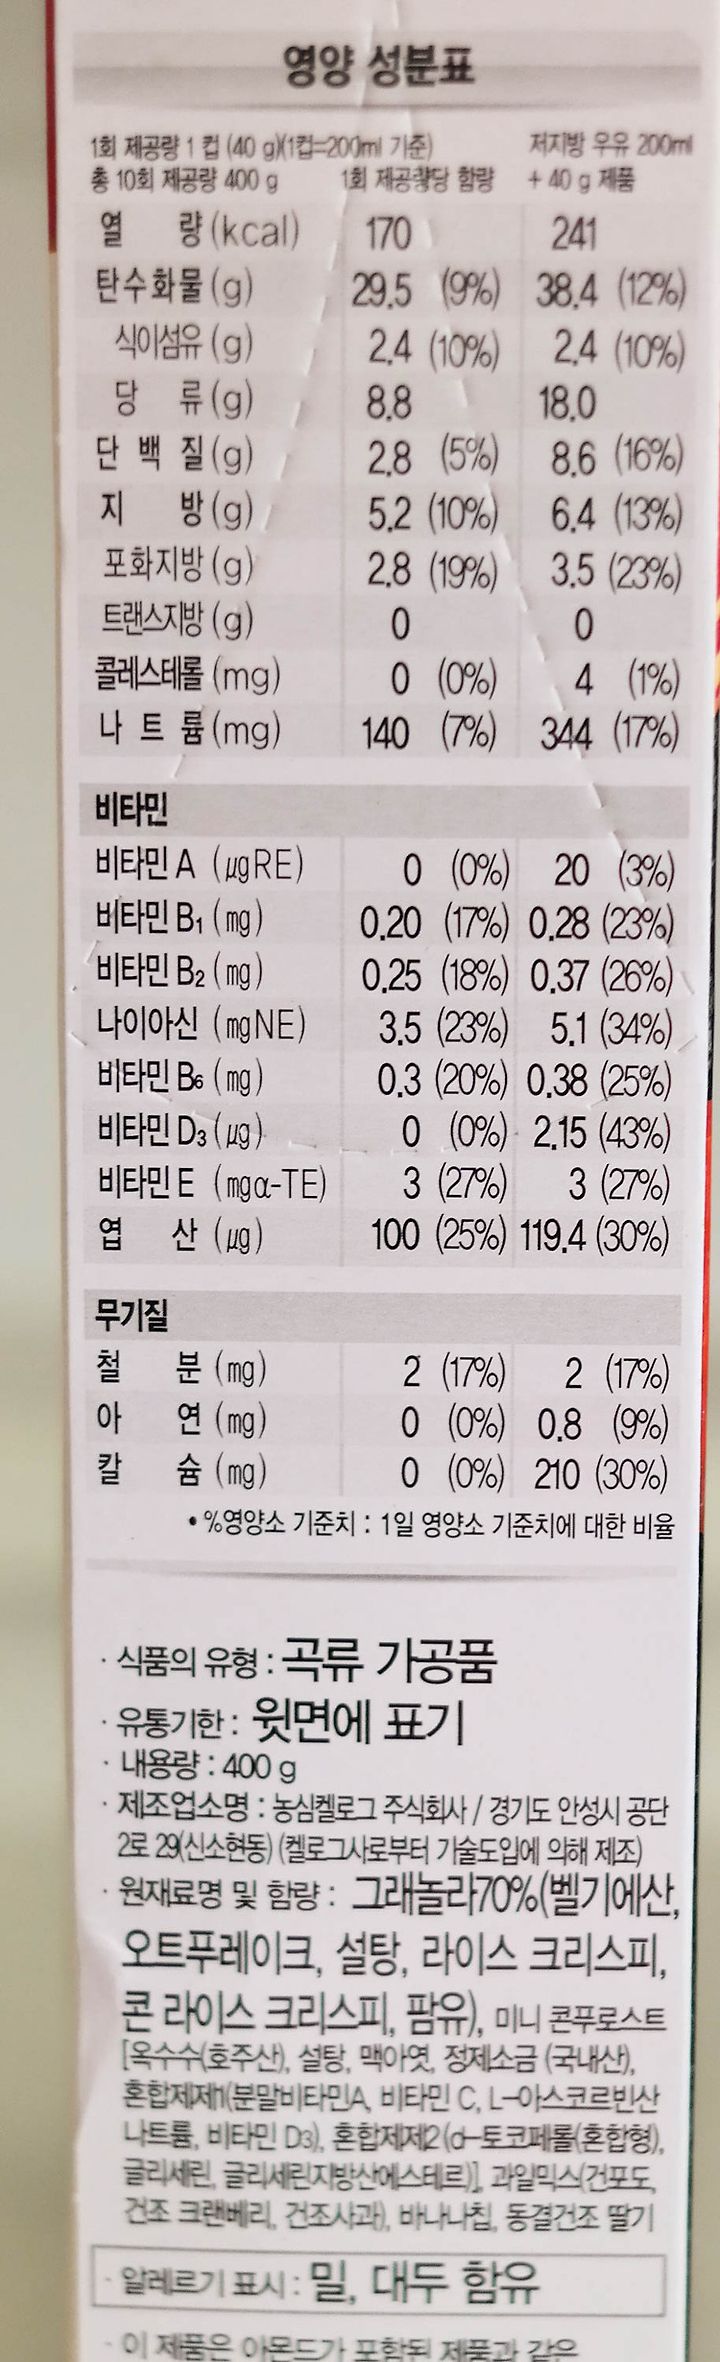 영양 성분표
1회 제공량 1 컵 (40 g)(1컵=200ml 기준) 저지방 우유 200ml
총 10회 제공량 400 g 1회 제공량당 함량 + 40 g 제품
열 량 (kcal) 170 241
탄수화물 (g) 29.5 (9%) 38.4 (12%)
식이섬유 (g) 2.4 (10%) 2.4 (10%)
당 류 (g) 8.8 18.0
단 백 질 (g) 2.8 (5%) 8.6 (16%)
지 방 (g) 5.2 (10%) 6.4 (13%)
포화지방 (g) 2.8 (19%) 3.5 (23%)
트랜스지방 (g) 0 0
콜레스테롤 (mg) 0 (0%) 4 (1%)
나 트 륨 (mg) 140 (7%) 344 (17%)
비타민
비타민 A (μgRE) 0 (0%) 20 (3%)
비타민 B₁ (mg) 0.20 (17%) 0.28 (23%)
비타민 B₂ (mg) 0.25 (18%) 0.37 (26%)
나이아신 (mgNE) 3.5 (23%) 5.1 (34%)
비타민 B₆ (mg) 0.3 (20%) 0.38 (25%)
비타민 D₃ (μg) 0 (0%) 2.15 (43%)
비타민 E (mgα-TE) 3 (27%) 3 (27%)
엽 산 (μg) 100 (25%) 119.4 (30%)
무기질
철 분 (mg) 2 (17%) 2 (17%)
아 연 (mg) 0 (0%) 0.8 (9%)
칼 슘 (mg) 0 (0%) 210 (30%)
• %영양소 기준치 : 1일 영양소 기준치에 대한 비율
· 식품의 유형 : 곡류 가공품
· 유통기한 : 윗면에 표기
· 내용량 : 400 g
· 제조업소명 : 농심켈로그 주식회사 / 경기도 안성시 공단
2로 29(신소현동) (켈로그사로부터 기술도입에 의해 제조)
· 원재료명 및 함량 : 그래놀라70%(벨기에산,
오트푸레이크, 설탕, 라이스 크리스피,
콘 라이스 크리스피, 팜유), 미니 콘푸로스트
[옥수수(호주산), 설탕, 맥아엿, 정제소금 (국내산),
혼합제제1(분말비타민A, 비타민 C, L-아스코르빈산
나트륨, 비타민 D₃), 혼합제제2 (d-토코페롤(혼합형),
글리세린, 글리세린지방산에스테르)], 과일믹스(건포도,
건조 크랜베리, 건조사과), 바나나칩, 동결건조 딸기
· 알레르기 표시 : 밀, 대두 함유
· 이 제품은 아몬드가 포함된 제품과 같은